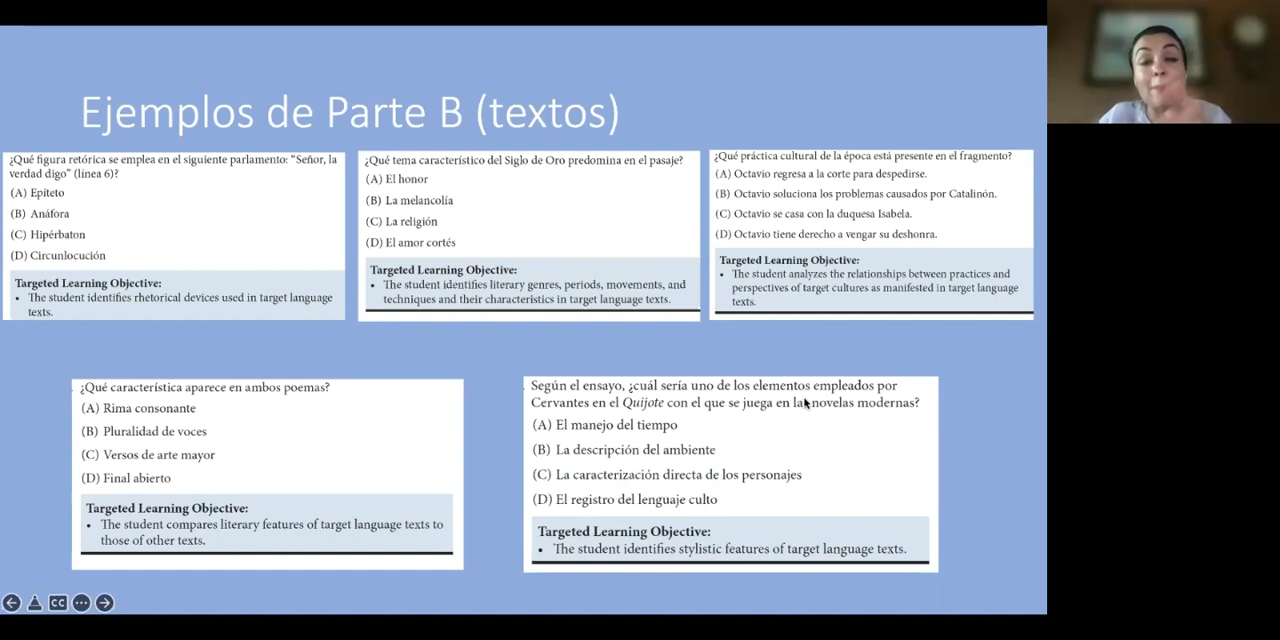 Ejemplos de Parte B (textos)
¿Qué figura retórica se emplea en el siguiente parlamento: “Señor, la
verdad digo” (línea 6)?
(A) Epíteto
(B) Anáfora
(C) Hipérbaton
(D) Circunlocución
Targeted Learning Objective:
• The student identifies rhetorical devices used in target language
texts.
¿Qué tema característico del Siglo de Oro predomina en el pasaje?
(A) El honor
(B) La melancolía
(C) La religión
(D) El amor cortés
Targeted Learning Objective:
• The student identifies literary genres, periods, movements, and
techniques and their characteristics in target language texts.
¿Qué práctica cultural de la época está presente en el fragmento?
(A) Octavio regresa a la corte para despedirse.
(B) Octavio soluciona los problemas causados por Catalinón.
(C) Octavio se casa con la duquesa Isabela.
(D) Octavio tiene derecho a vengar su deshonra.
Targeted Learning Objective:
• The student analyzes the relationships between practices and
perspectives of target cultures as manifested in target language
texts.
¿Qué característica aparece en ambos poemas?
(A) Rima consonante
(B) Pluralidad de voces
(C) Versos de arte mayor
(D) Final abierto
Targeted Learning Objective:
• The student compares literary features of target language texts to
those of other texts.
Según el ensayo, ¿cuál sería uno de los elementos empleados por
Cervantes en el Quijote con el que se juega en las novelas modernas?
(A) El manejo del tiempo
(B) La descripción del ambiente
(C) La caracterización directa de los personajes
(D) El registro del lenguaje culto
Targeted Learning Objective:
• The student identifies stylistic features of target language texts.
CC